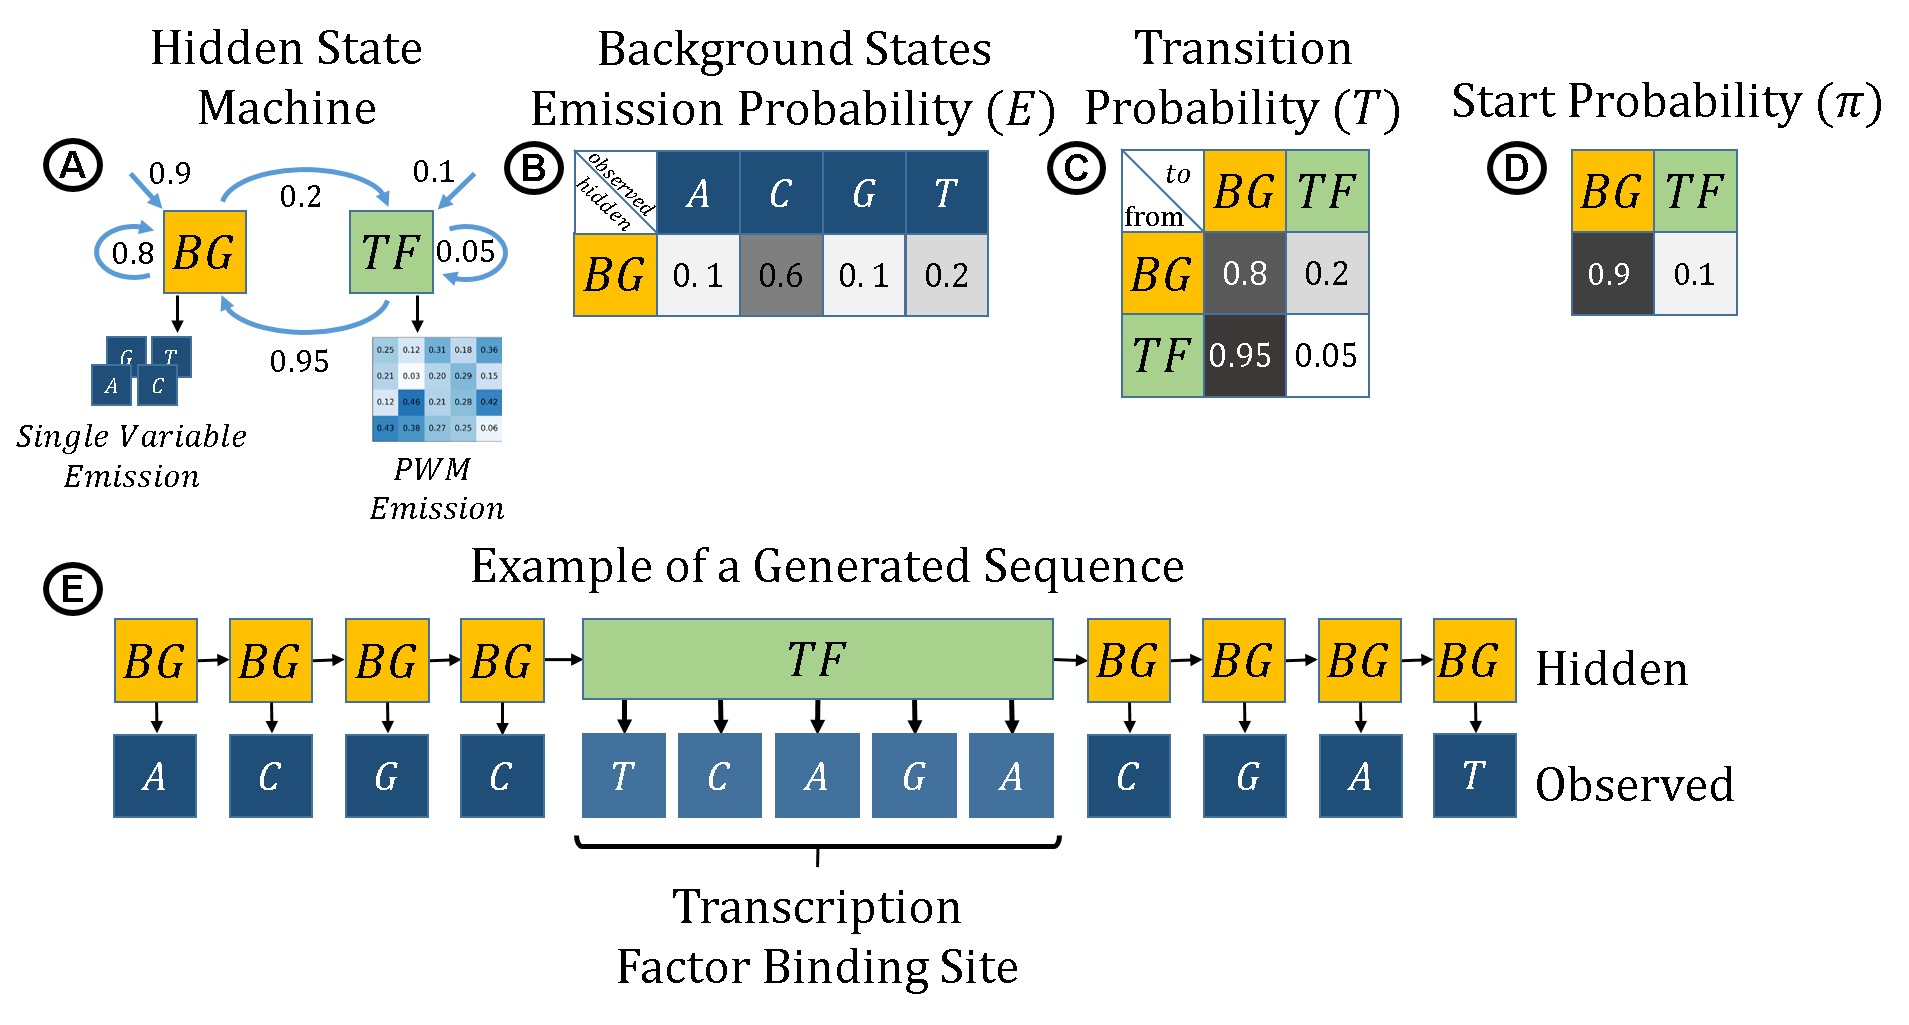 Hidden State
Machine
Background States
Emission Probability (E)
Transition
Probability (T)
Start Probability (π)
A
0.9
0.1
0.2
BG
TF
0.8
0.05
0.95
G T
A C
Single Variable
Emission
0.25 0.12 0.31 0.18 0.36
0.21 0.03 0.20 0.29 0.15
0.12 0.46 0.21 0.28 0.42
0.43 0.38 0.27 0.25 0.06
PWM
Emission
B
observed
hidden
A C G T
BG 0.1 0.6 0.1 0.2
C
to
from
BG TF
BG 0.8 0.2
TF 0.95 0.05
D
BG TF
0.9 0.1
Example of a Generated Sequence
E
BG BG BG BG TF BG BG BG BG Hidden
A C G C T C A G A C G A T Observed
Transcription
Factor Binding Site